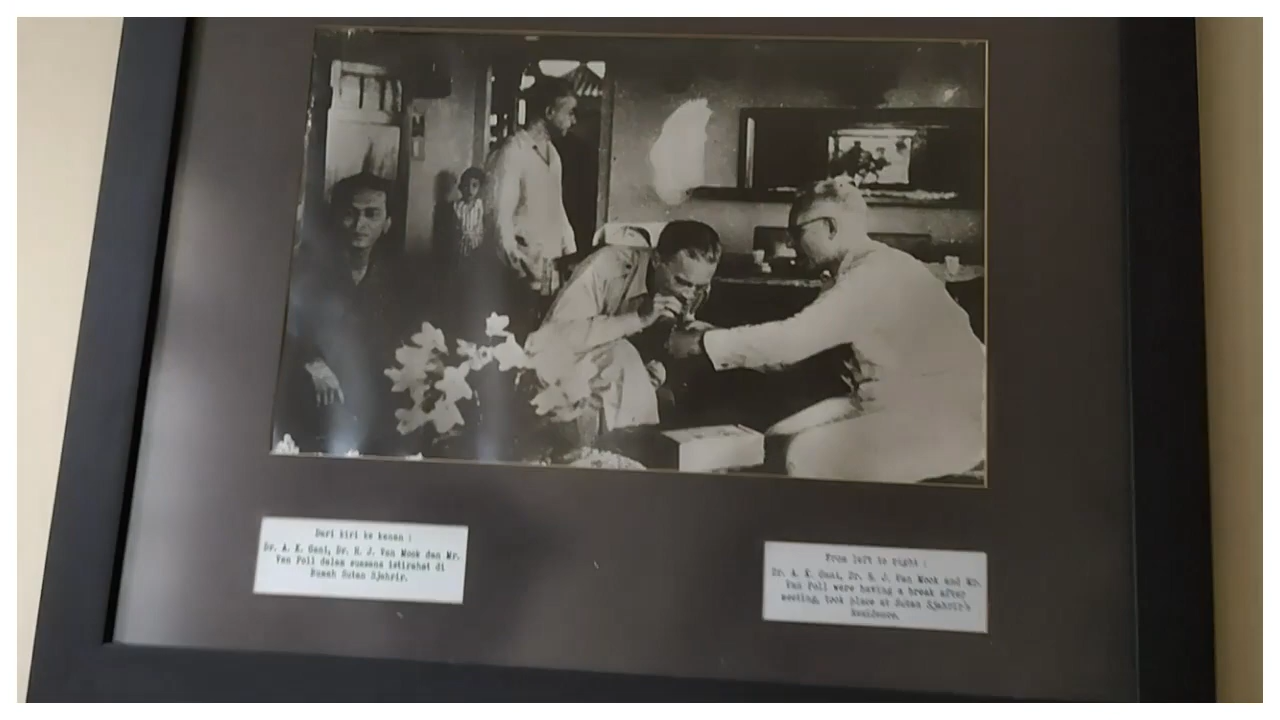 Dari kiri ke kanan :
Dr. A. K. Gani, Dr. H. J. Van Mook dan Mr.
Van Poll dalam suasana istirahat di
Rumah Sutan Sjahrir.
From left to right :
Dr. A. K. Gani, Dr. H. J. Van Mook and Mr.
Van Poll were having a break after
meeting, took place at Sutan Sjahrir's
Residence.